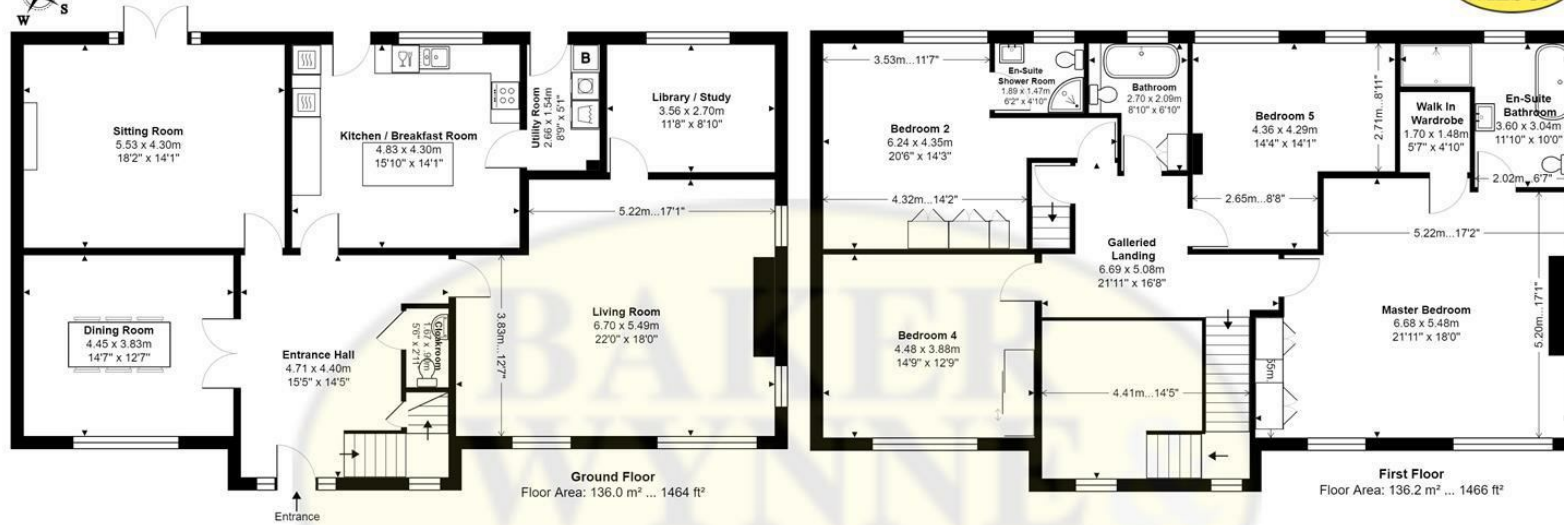 W
S
Sitting Room
5.53 x 4.30m
18'2" x 14'1"
Kitchen / Breakfast Room
4.83 x 4.30m
15'10" x 14'1"
Utility Room
2.66 x 1.54m
8'9" x 5'1"
B
Library / Study
3.56 x 2.70m
11'8" x 8'10"
5.22m...17'1"
Dining Room
4.45 x 3.83m
14'7" x 12'7"
Entrance Hall
4.71 x 4.40m
15'5" x 14'5"
Cloakroom
1.67 x .90m
5'6" x 2'11"
3.83m...12'7"
Living Room
6.70 x 5.49m
22'0" x 18'0"
Entrance
Ground Floor
Floor Area: 136.0 m² ... 1464 ft²
3.53m...11'7"
En-Suite
Shower Room
1.89 x 1.47m
6'2" x 4'10"
Bathroom
2.70 x 2.09m
8'10" x 6'10"
Bedroom 2
6.24 x 4.35m
20'6" x 14'3"
4.32m...14'2"
Bedroom 5
4.36 x 4.29m
14'4" x 14'1"
2.71m...8'11"
2.65m...8'8"
Walk In
Wardrobe
1.70 x 1.48m
5'7" x 4'10"
En-Suite
Bathroom
3.60 x 3.04m
11'10" x 10'0"
2.02m...6'7"
5.22m...17'2"
Galleried
Landing
6.69 x 5.08m
21'11" x 16'8"
Bedroom 4
4.48 x 3.88m
14'9" x 12'9"
4.41m...14'5"
Master Bedroom
6.68 x 5.48m
21'11" x 18'0"
5.20m...17'1"
First Floor
Floor Area: 136.2 m² ... 1466 ft²
BAKER
WYNNE &